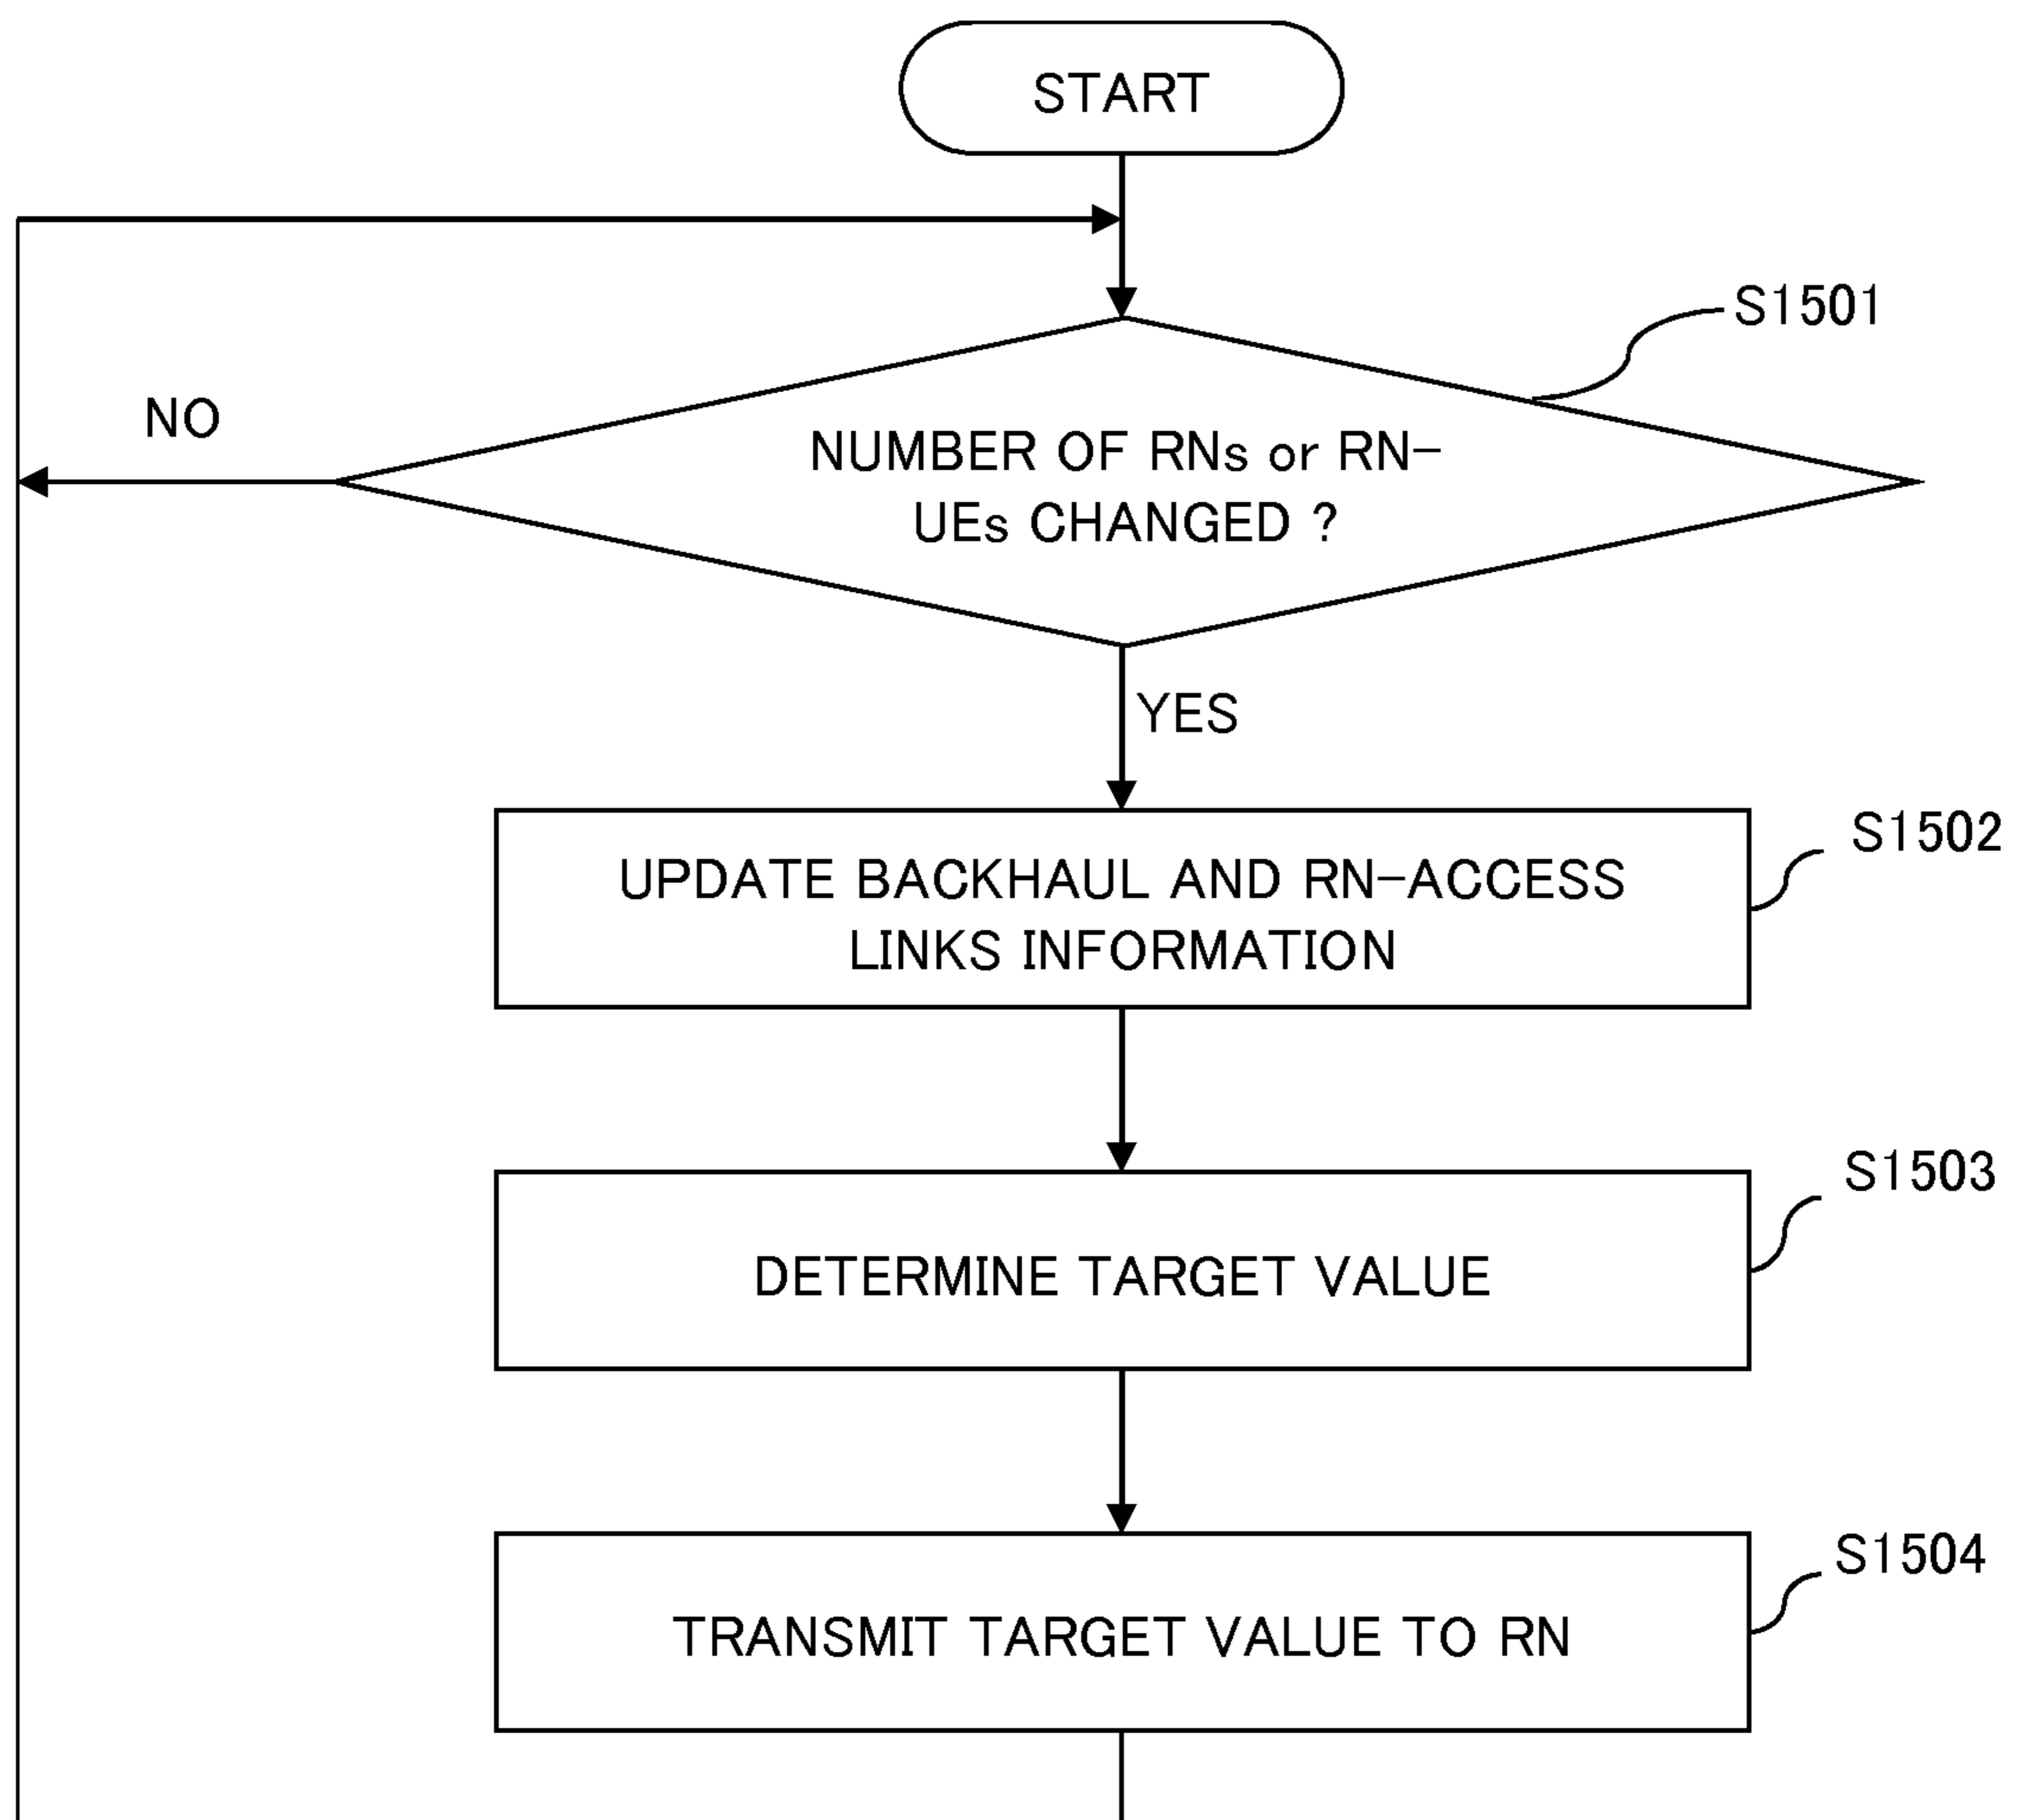 START
S1501
NO
NUMBER OF RNs or RN-
UEs CHANGED ?
YES
S1502
UPDATE BACKHAUL AND RN-ACCESS
LINKS INFORMATION
S1503
DETERMINE TARGET VALUE
S1504
TRANSMIT TARGET VALUE TO RN